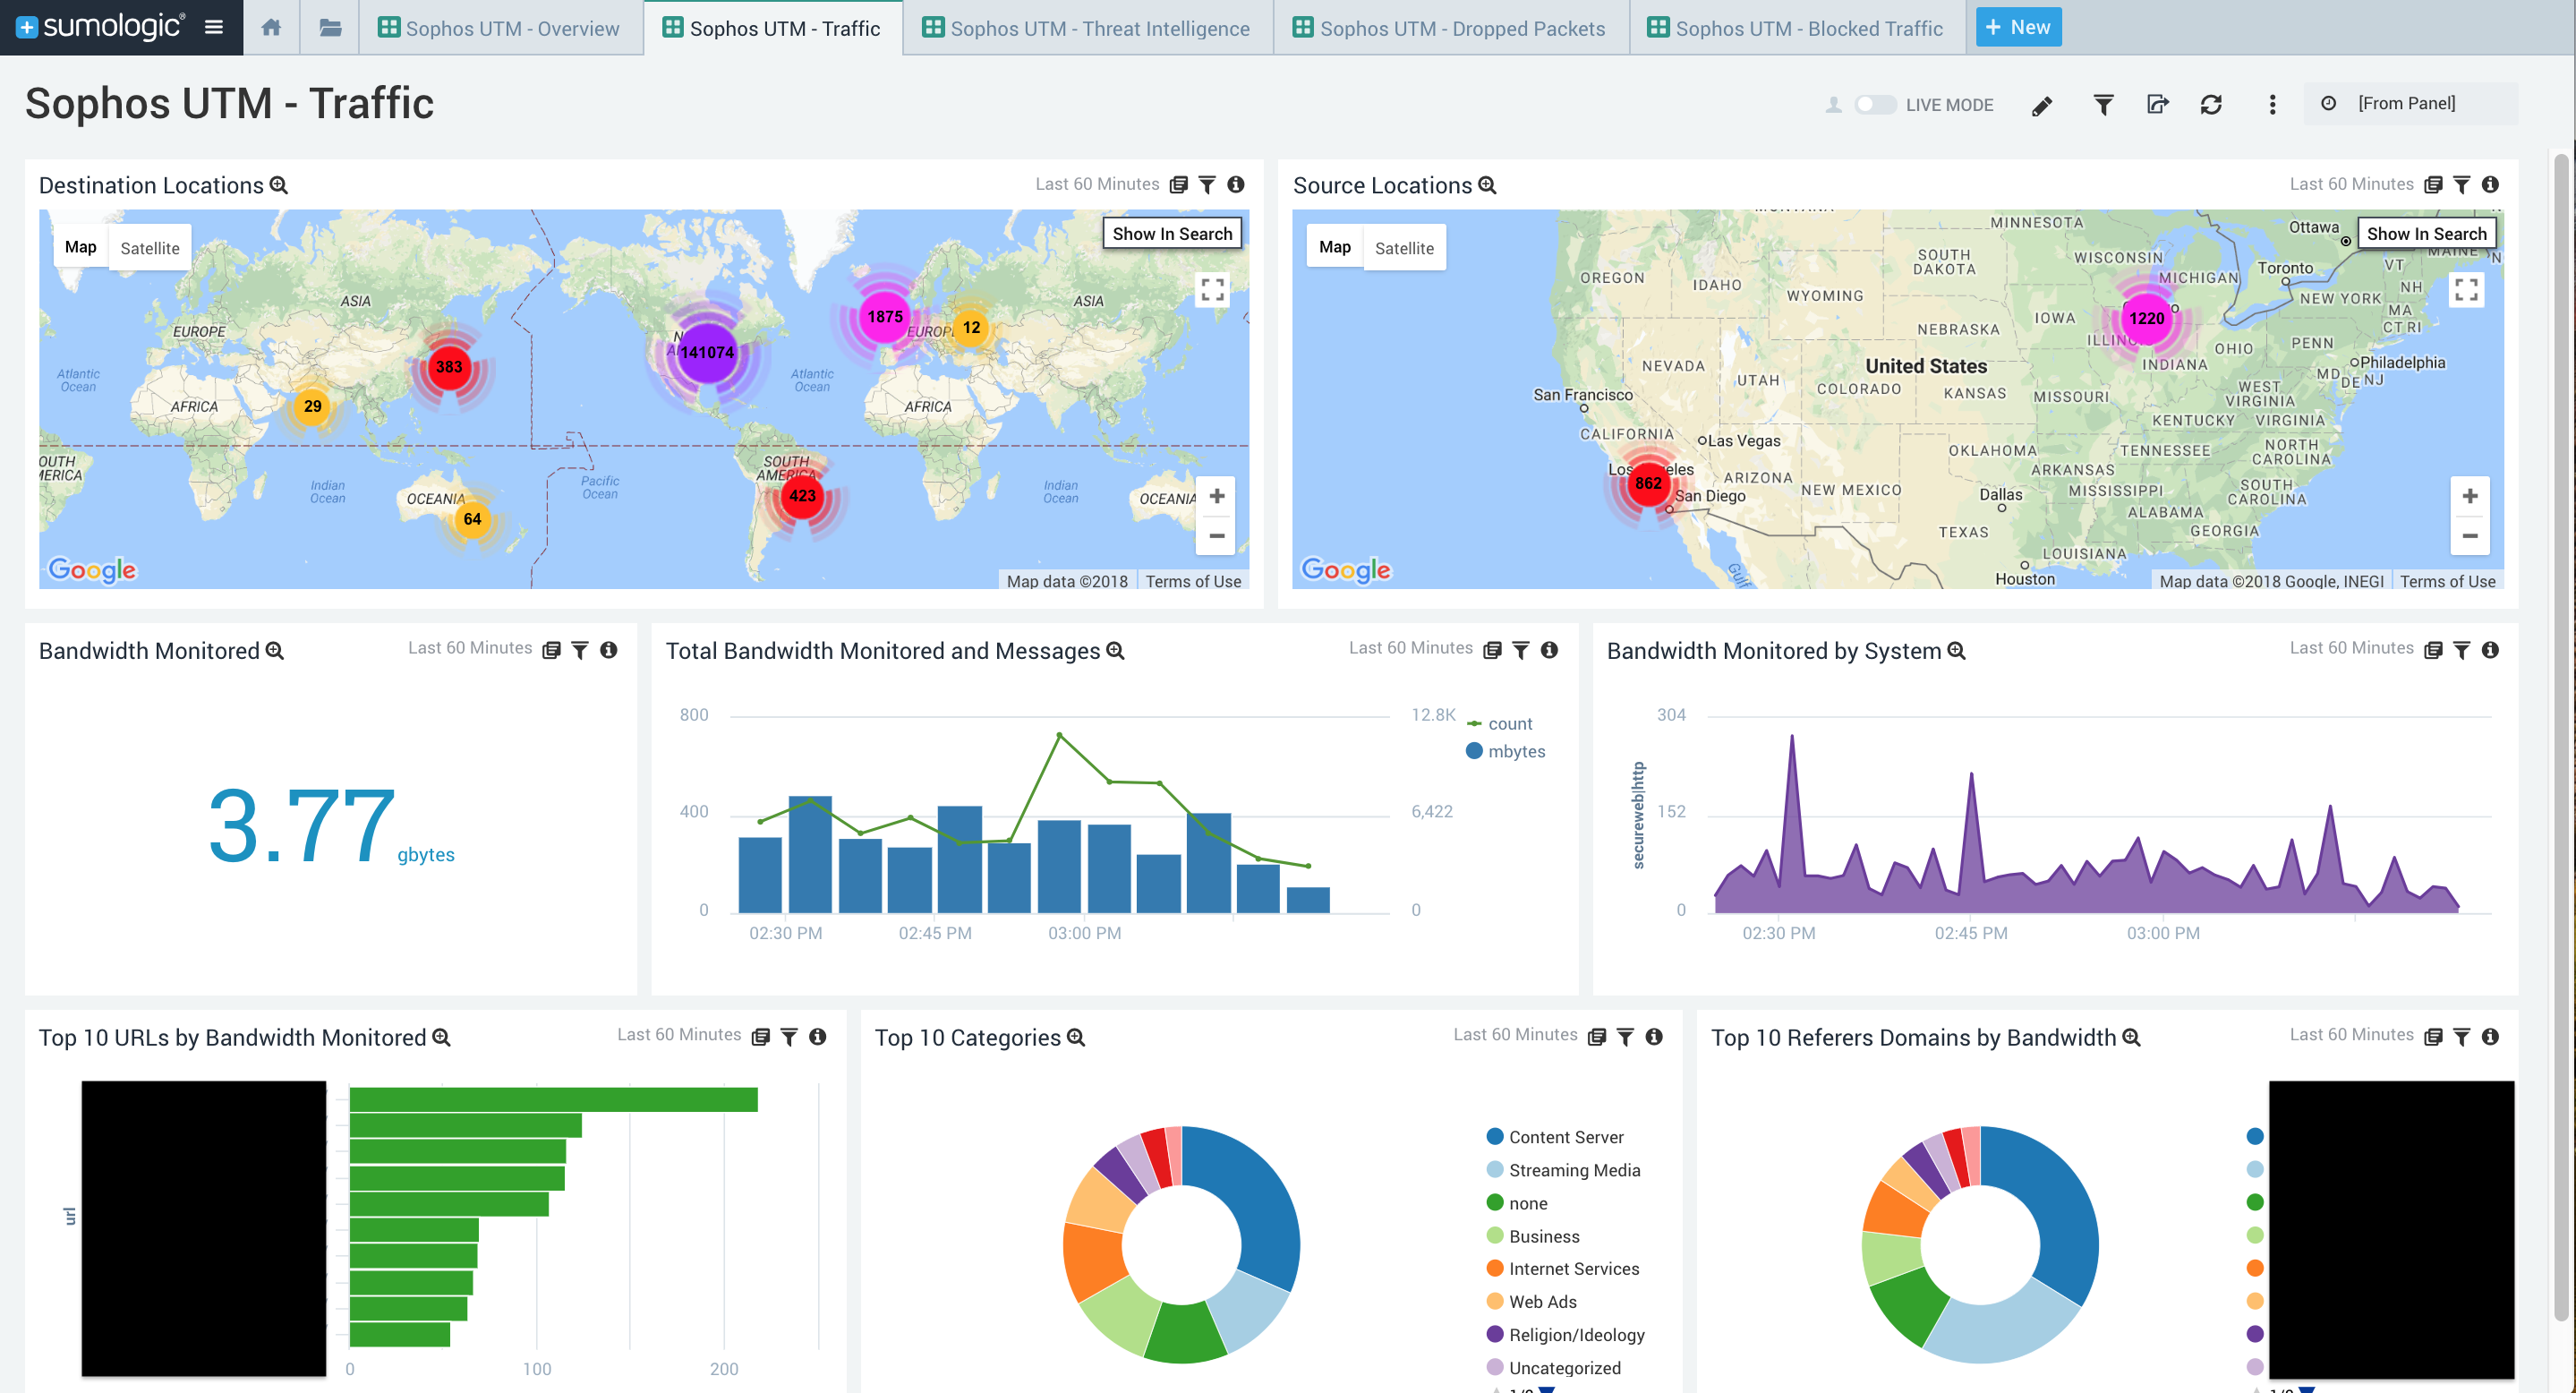 sumologic
Sophos UTM - Overview
Sophos UTM - Traffic
Sophos UTM - Threat Intelligence
Sophos UTM - Dropped Packets
Sophos UTM - Blocked Traffic
+ New
Sophos UTM - Traffic
LIVE MODE
[From Panel]
Destination Locations
Last 60 Minutes
Map
Satellite
Show In Search
ASIA
EUROPE
Atlantic
Ocean
AFRICA
OCEANIA
Indian
Ocean
Pacific
Ocean
SOUTH
AMERICA
Atlantic
Ocean
AFRICA
ASIA
Indian
Ocean
OCEANIA
383
29
64
141074
1875
12
423
Google
Map data ©2018
Terms of Use
Source Locations
Last 60 Minutes
Map
Satellite
Show In Search
MINNESOTA
Ottawa
OREGON
IDAHO
SOUTH
DAKOTA
WISCONSIN
MICHIGAN
Toronto
VT
MAINE
WYOMING
NEW YORK
NH
MA
CT RI
1220
IOWA
NEBRASKA
PENN
OHIO
INDIANA
Philadelphia
NEVADA
United States
UTAH
COLORADO
KANSAS
MISSOURI
MD
DE
NJ
WEST
VIRGINIA
San Francisco
KENTUCKY
VIRGINIA
CALIFORNIA
Las Vegas
OKLAHOMA
TENNESSEE
NORTH
CAROLINA
862
San Diego
ARIZONA
NEW MEXICO
ARKANSAS
Dallas
MISSISSIPPI
SOUTH
CAROLINA
ALABAMA
TEXAS
GEORGIA
LOUISIANA
Houston
Gulf
Google
Map data ©2018 Google, INEGI
Terms of Use
Bandwidth Monitored
Last 60 Minutes
3.77 gbytes
Total Bandwidth Monitored and Messages
Last 60 Minutes
800
400
0
12.8K
6,422
0
count
mbytes
02:30 PM
02:45 PM
03:00 PM
Bandwidth Monitored by System
Last 60 Minutes
secureweb|http
304
152
0
02:30 PM
02:45 PM
03:00 PM
Top 10 URLs by Bandwidth Monitored
Last 60 Minutes
url
0
100
200
Top 10 Categories
Last 60 Minutes
Content Server
Streaming Media
none
Business
Internet Services
Web Ads
Religion/Ideology
Uncategorized
Top 10 Referers Domains by Bandwidth
Last 60 Minutes